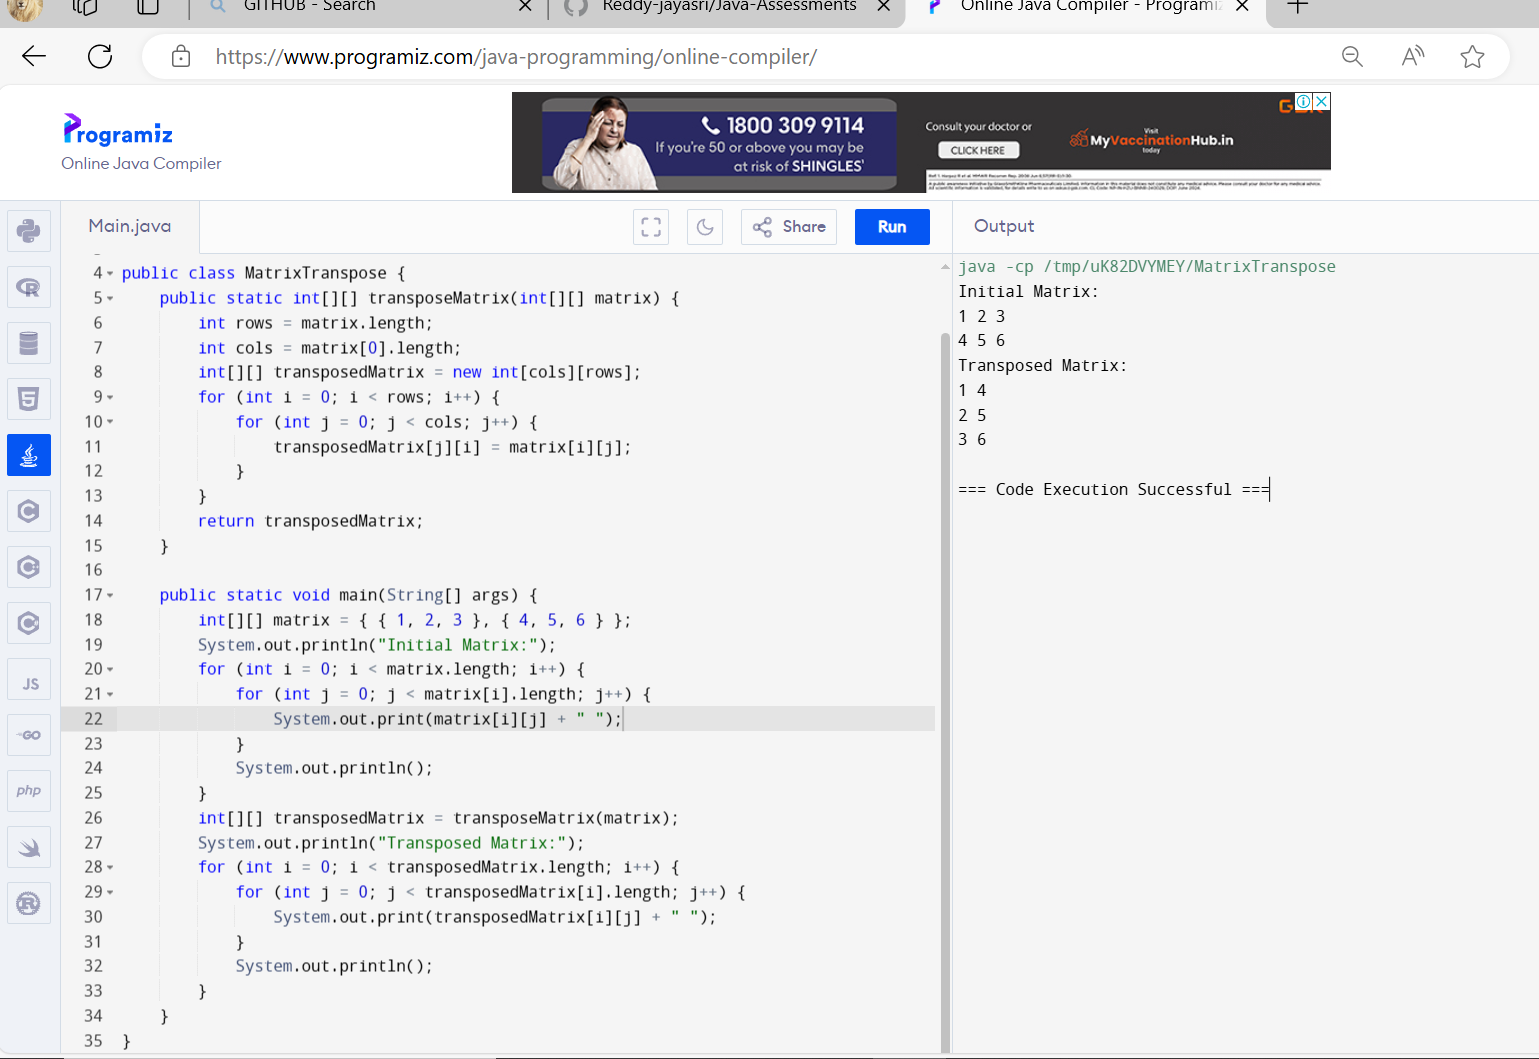 GITHUB - Search
Reddy-jayasri/Java-Assessments
Online Java Compiler - Programiz
https://www.programiz.com/java-programming/online-compiler/
Programiz
Online Java Compiler
1800 309 9114
If you're 50 or above you may be
at risk of SHINGLES
Consult your doctor or
CLICK HERE
Visit
MyVaccinationHub.in
today
Main.java
Share
Run
Output
4 public class MatrixTranspose {
5 public static int[][] transposeMatrix(int[][] matrix) {
6 int rows = matrix.length;
7 int cols = matrix[0].length;
8 int[][] transposedMatrix = new int[cols][rows];
9 for (int i = 0; i < rows; i++) {
10 for (int j = 0; j < cols; j++) {
11 transposedMatrix[j][i] = matrix[i][j];
12 }
13 }
14 return transposedMatrix;
15 }
16
17 public static void main(String[] args) {
18 int[][] matrix = { { 1, 2, 3 }, { 4, 5, 6 } };
19 System.out.println("Initial Matrix:");
20 for (int i = 0; i < matrix.length; i++) {
21 for (int j = 0; j < matrix[i].length; j++) {
22 System.out.print(matrix[i][j] + " ");
23 }
24 System.out.println();
25 }
26 int[][] transposedMatrix = transposeMatrix(matrix);
27 System.out.println("Transposed Matrix:");
28 for (int i = 0; i < transposedMatrix.length; i++) {
29 for (int j = 0; j < transposedMatrix[i].length; j++) {
30 System.out.print(transposedMatrix[i][j] + " ");
31 }
32 System.out.println();
33 }
34 }
35 }
java -cp /tmp/uK82DVYMEY/MatrixTranspose
Initial Matrix:
1 2 3
4 5 6
Transposed Matrix:
1 4
2 5
3 6
=== Code Execution Successful ===
JS
GO
php